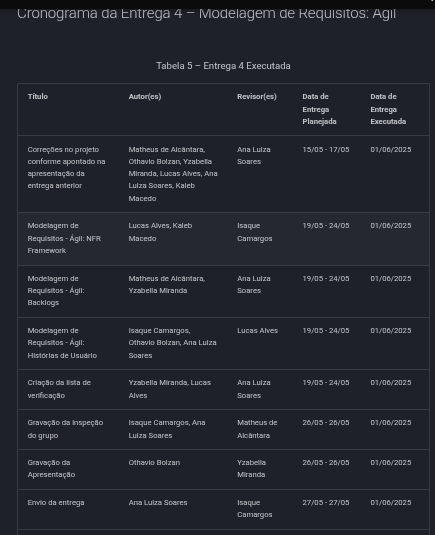 Cronograma da Entrega 4 – Modelagem de Requisitos: Ágil
Tabela 5 – Entrega 4 Executada
Título Autor(es) Revisor(es) Data de Entrega Planejada Data de Entrega Executada
Correções no projeto conforme apontado na apresentação da entrega anterior Matheus de Alcântara, Othavio Bolzan, Yzabella Miranda, Lucas Alves, Ana Luiza Soares, Kaleb Macedo Ana Luiza Soares 15/05 - 17/05 01/06/2025
Modelagem de Requisitos - Ágil: NFR Framework Lucas Alves, Kaleb Macedo Isaque Camargos 19/05 - 24/05 01/06/2025
Modelagem de Requisitos - Ágil: Backlogs Matheus de Alcântara, Yzabella Miranda Ana Luiza Soares 19/05 - 24/05 01/06/2025
Modelagem de Requisitos - Ágil: Histórias de Usuário Isaque Camargos, Othavio Bolzan, Ana Luiza Soares Lucas Alves 19/05 - 24/05 01/06/2025
Criação da lista de verificação Yzabella Miranda, Lucas Alves Ana Luiza Soares 19/05 - 24/05 01/06/2025
Gravação da inspeção do grupo Isaque Camargos, Ana Luiza Soares Matheus de Alcântara 26/05 - 26/05 01/06/2025
Gravação da Apresentação Othavio Bolzan Yzabella Miranda 26/05 - 26/05 01/06/2025
Envio da entrega Ana Luiza Soares Isaque Camargos 27/05 - 27/05 01/06/2025